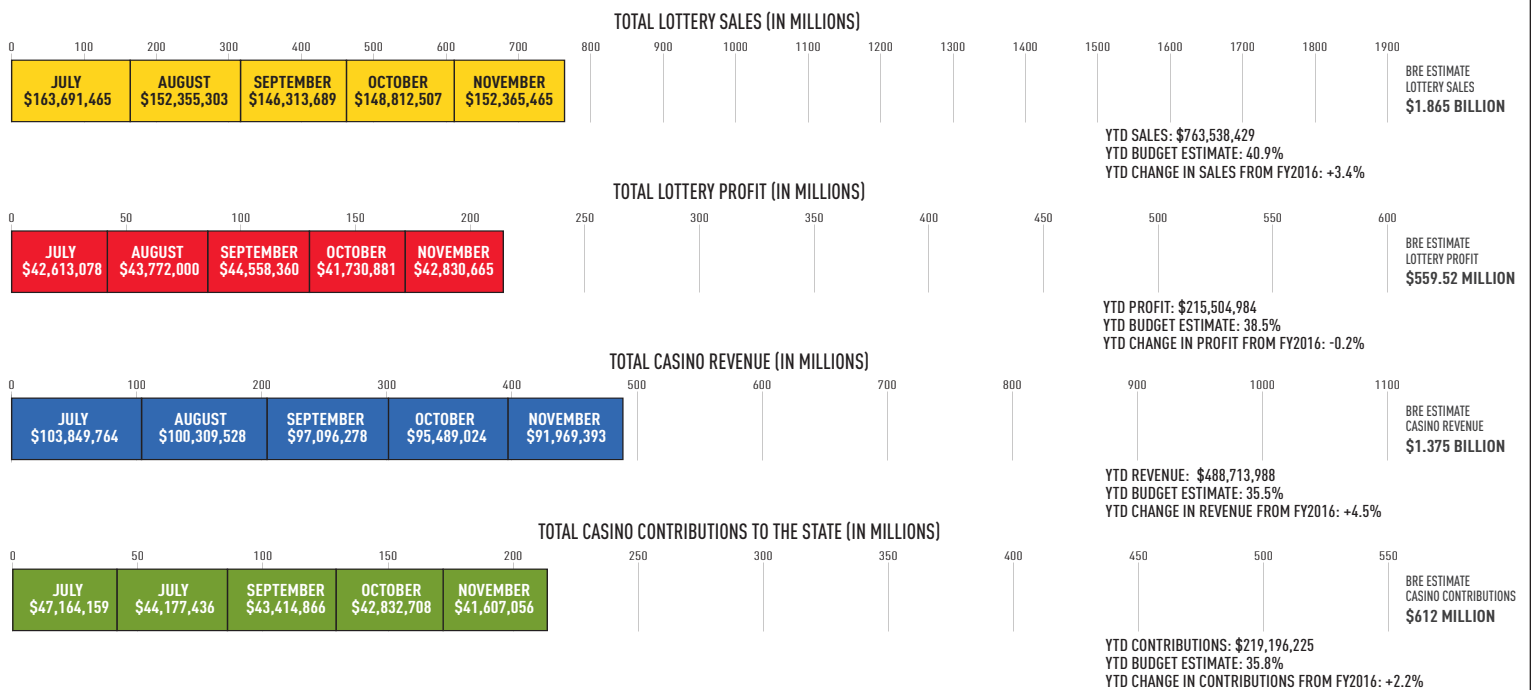 TOTAL LOTTERY SALES (IN MILLIONS)
0 100 200 300 400 500 600 700 800 900 1000 1100 1200 1300 1400 1500 1600 1700 1800 1900
JULY AUGUST SEPTEMBER OCTOBER NOVEMBER
$163,691,465 $152,355,303 $146,313,689 $148,812,507 $152,365,465
BRE ESTIMATE
LOTTERY SALES
$1.865 BILLION
YTD SALES: $763,538,429
YTD BUDGET ESTIMATE: 40.9%
YTD CHANGE IN SALES FROM FY2016: +3.4%
TOTAL LOTTERY PROFIT (IN MILLIONS)
0 50 100 150 200 250 300 350 400 450 500 550 600
JULY AUGUST SEPTEMBER OCTOBER NOVEMBER
$42,613,078 $43,772,000 $44,558,360 $41,730,881 $42,830,665
BRE ESTIMATE
LOTTERY PROFIT
$559.52 MILLION
YTD PROFIT: $215,504,984
YTD BUDGET ESTIMATE: 38.5%
YTD CHANGE IN PROFIT FROM FY2016: -0.2%
TOTAL CASINO REVENUE (IN MILLIONS)
0 100 200 300 400 500 600 700 800 900 1000 1100
JULY AUGUST SEPTEMBER OCTOBER NOVEMBER
$103,849,764 $100,309,528 $97,096,278 $95,489,024 $91,969,393
BRE ESTIMATE
CASINO REVENUE
$1.375 BILLION
YTD REVENUE: $488,713,988
YTD BUDGET ESTIMATE: 35.5%
YTD CHANGE IN REVENUE FROM FY2016: +4.5%
TOTAL CASINO CONTRIBUTIONS TO THE STATE (IN MILLIONS)
0 50 100 150 200 250 300 350 400 450 500 550
JULY JULY SEPTEMBER OCTOBER NOVEMBER
$47,164,159 $44,177,436 $43,414,866 $42,832,708 $41,607,056
BRE ESTIMATE
CASINO CONTRIBUTIONS
$612 MILLION
YTD CONTRIBUTIONS: $219,196,225
YTD BUDGET ESTIMATE: 35.8%
YTD CHANGE IN CONTRIBUTIONS FROM FY2016: +2.2%